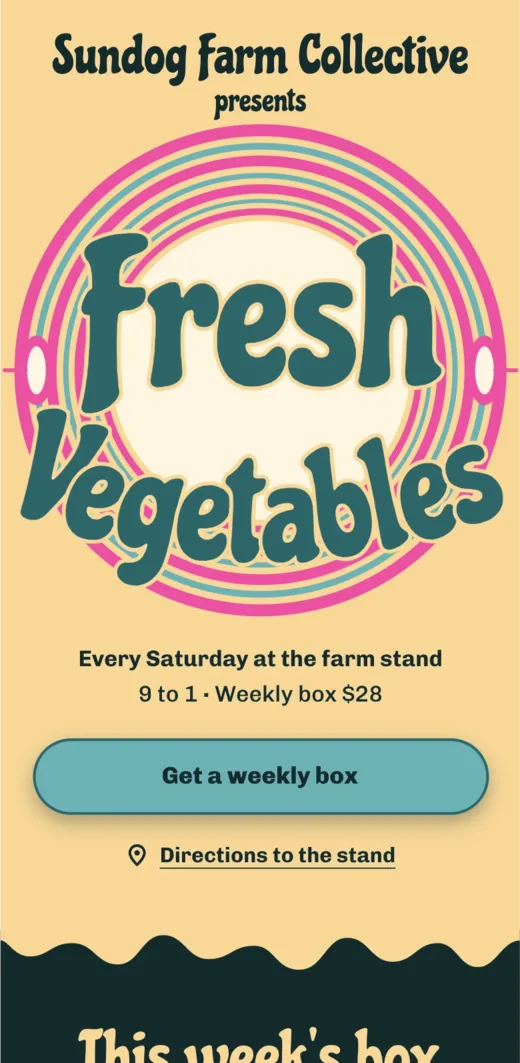 Sundog Farm Collective
presents
Fresh
Vegetables
Every Saturday at the farm stand
9 to 1 · Weekly box $28
Get a weekly box
Directions to the stand
This week's box